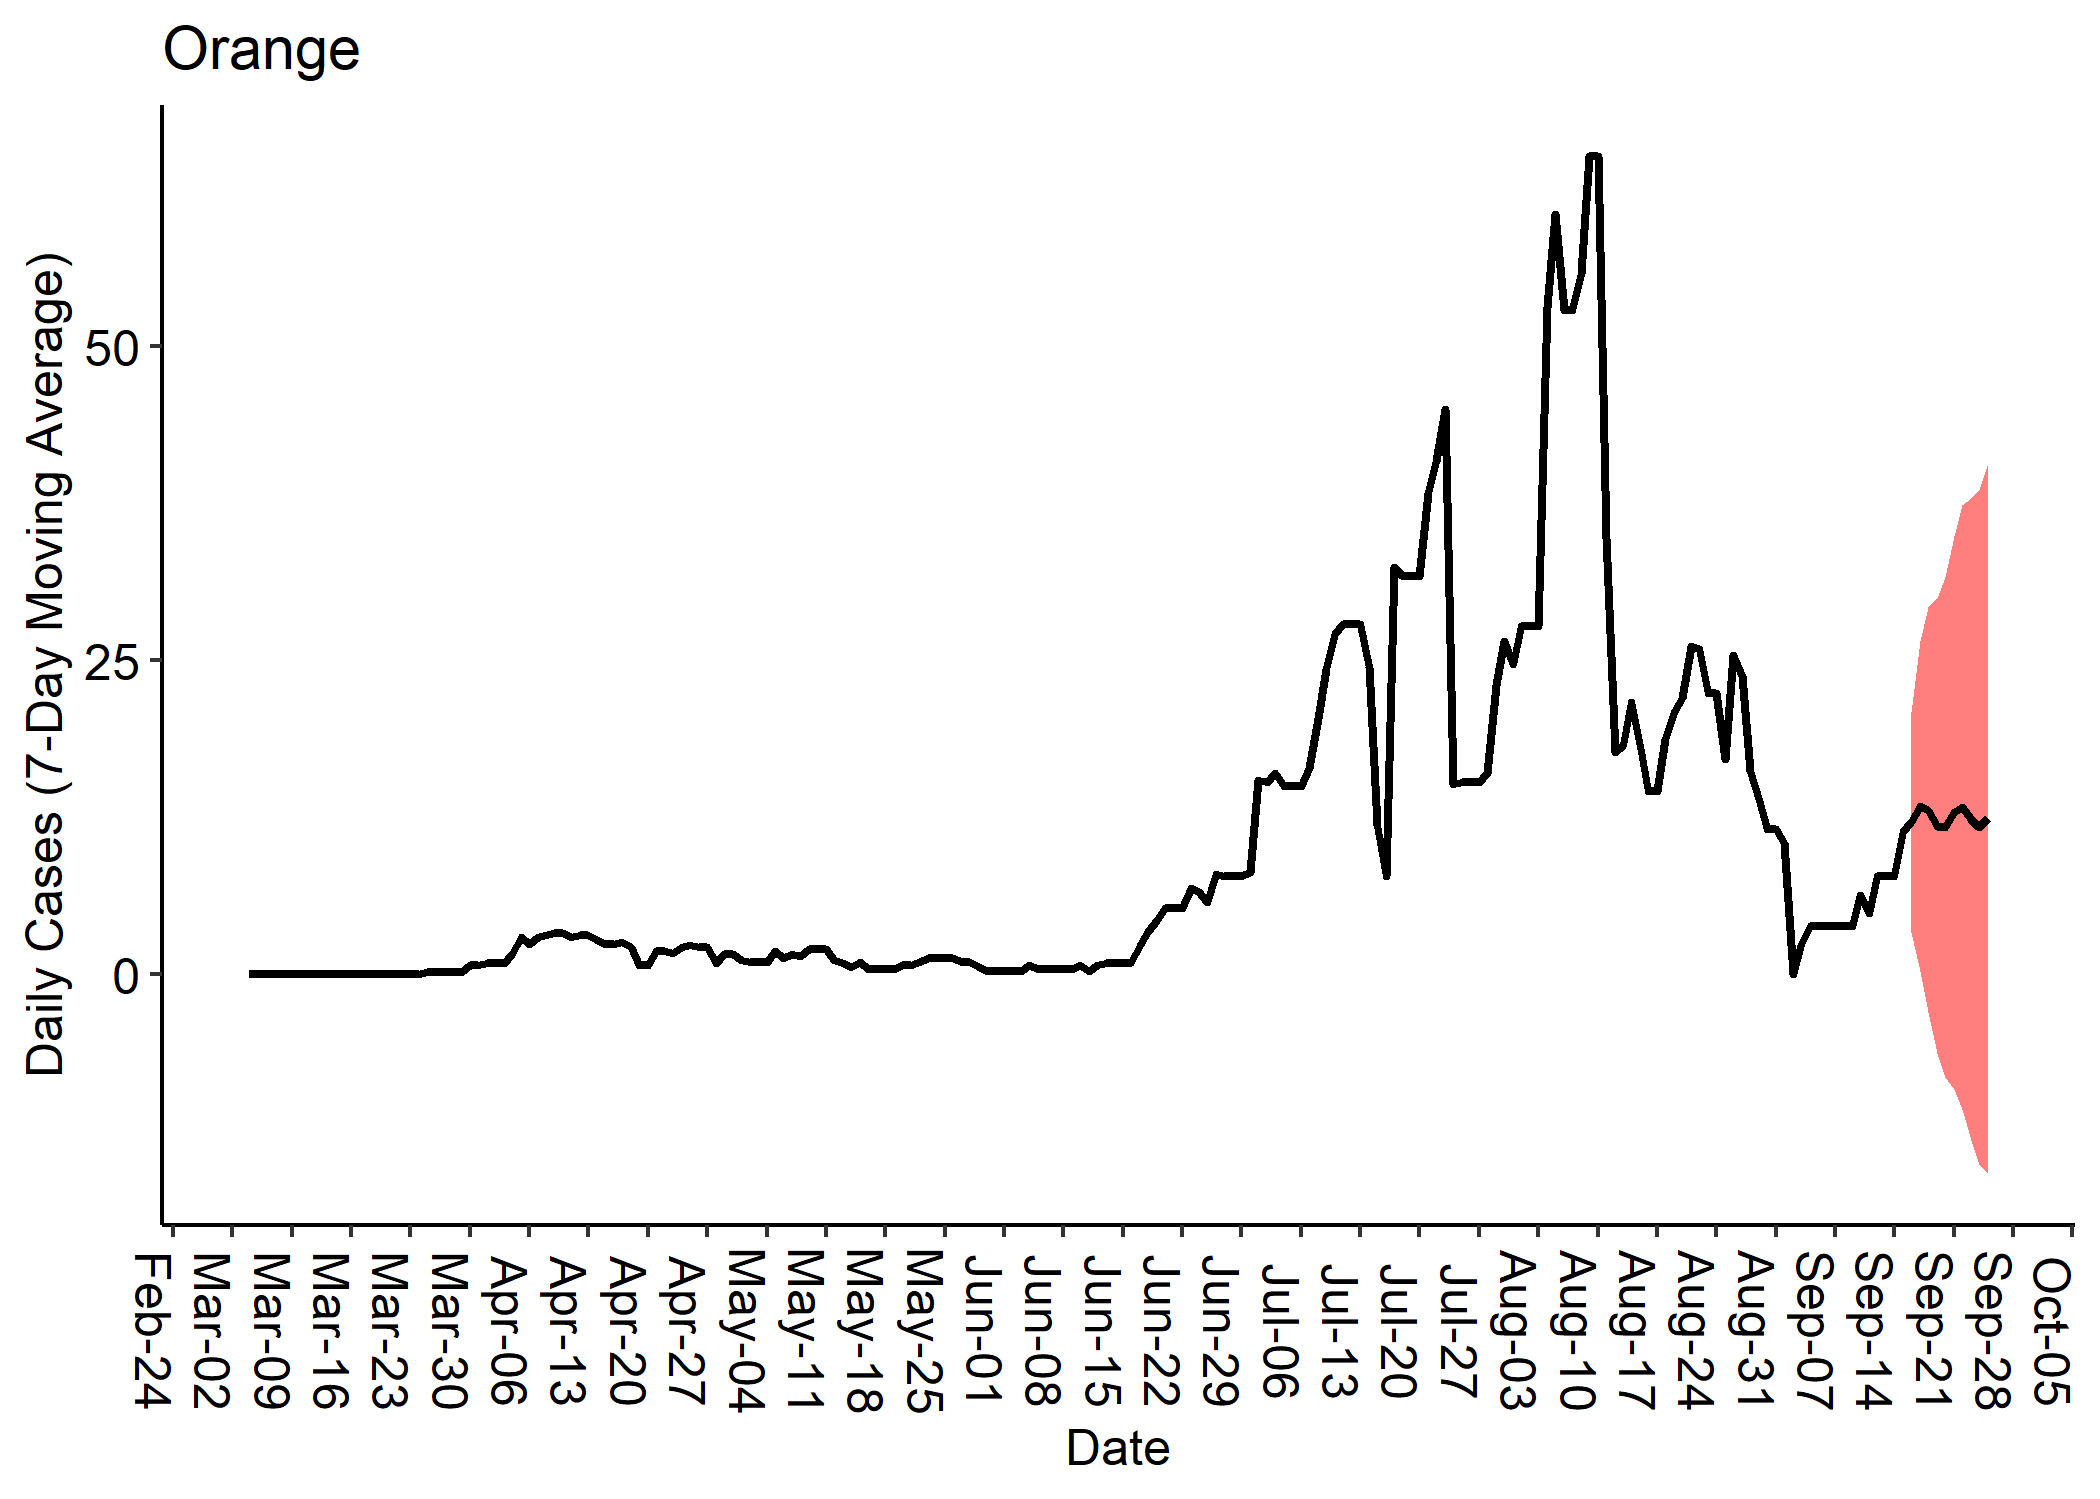 Orange
Daily Cases (7-Day Moving Average)
50
25
0
Feb-24
Mar-02
Mar-09
Mar-16
Mar-23
Mar-30
Apr-06
Apr-13
Apr-20
Apr-27
May-04
May-11
May-18
May-25
Jun-01
Jun-08
Jun-15
Jun-22
Jun-29
Jul-06
Jul-13
Jul-20
Jul-27
Aug-03
Aug-10
Aug-17
Aug-24
Aug-31
Sep-07
Sep-14
Sep-21
Sep-28
Oct-05
Date